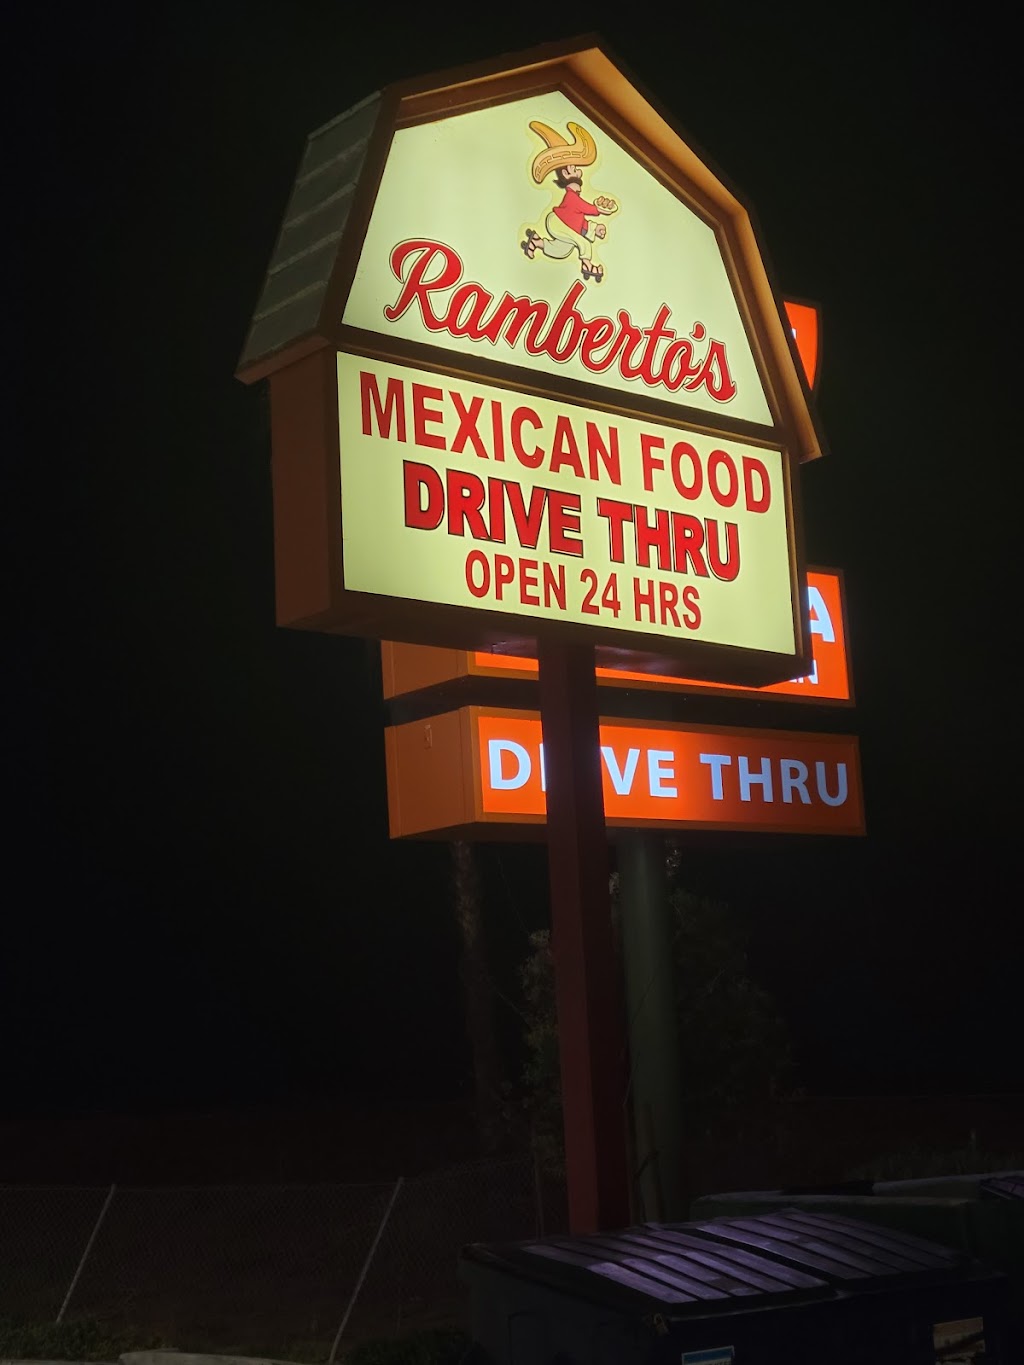 Ramberto's
MEXICAN FOOD
DRIVE THRU
OPEN 24 HRS
DRIVE THRU